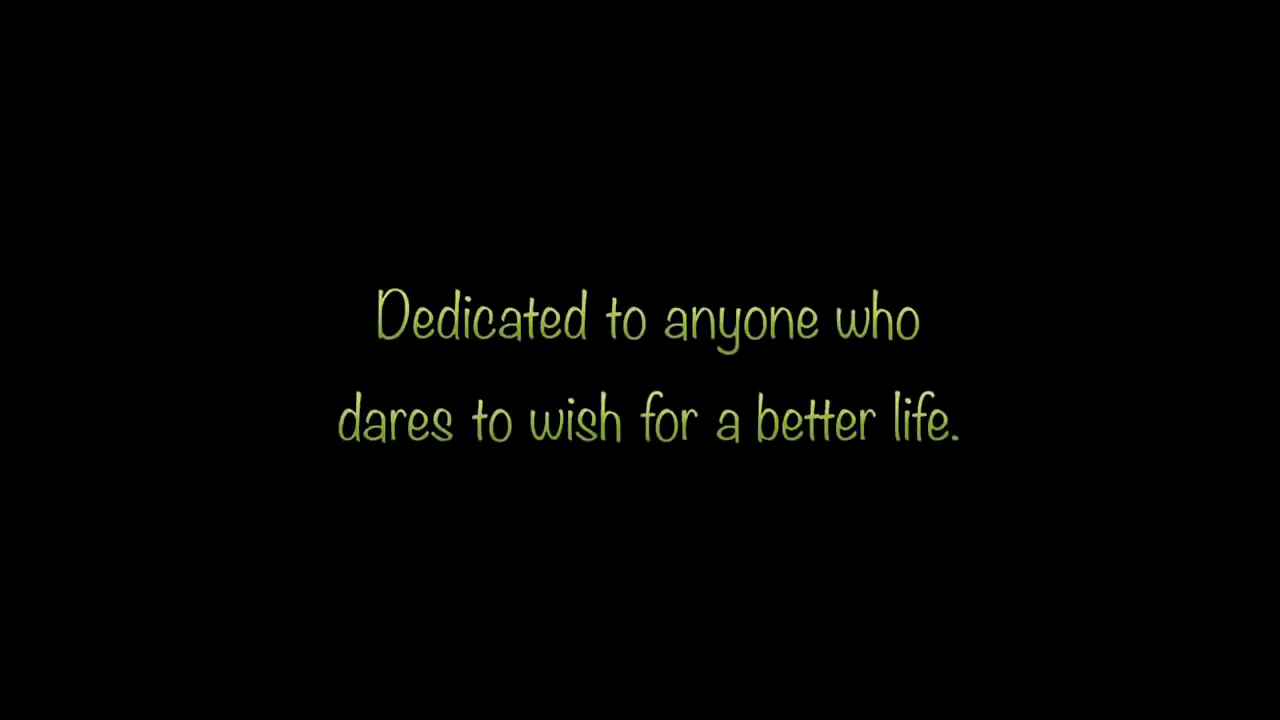 Dedicated to anyone who
dares to wish for a better life.